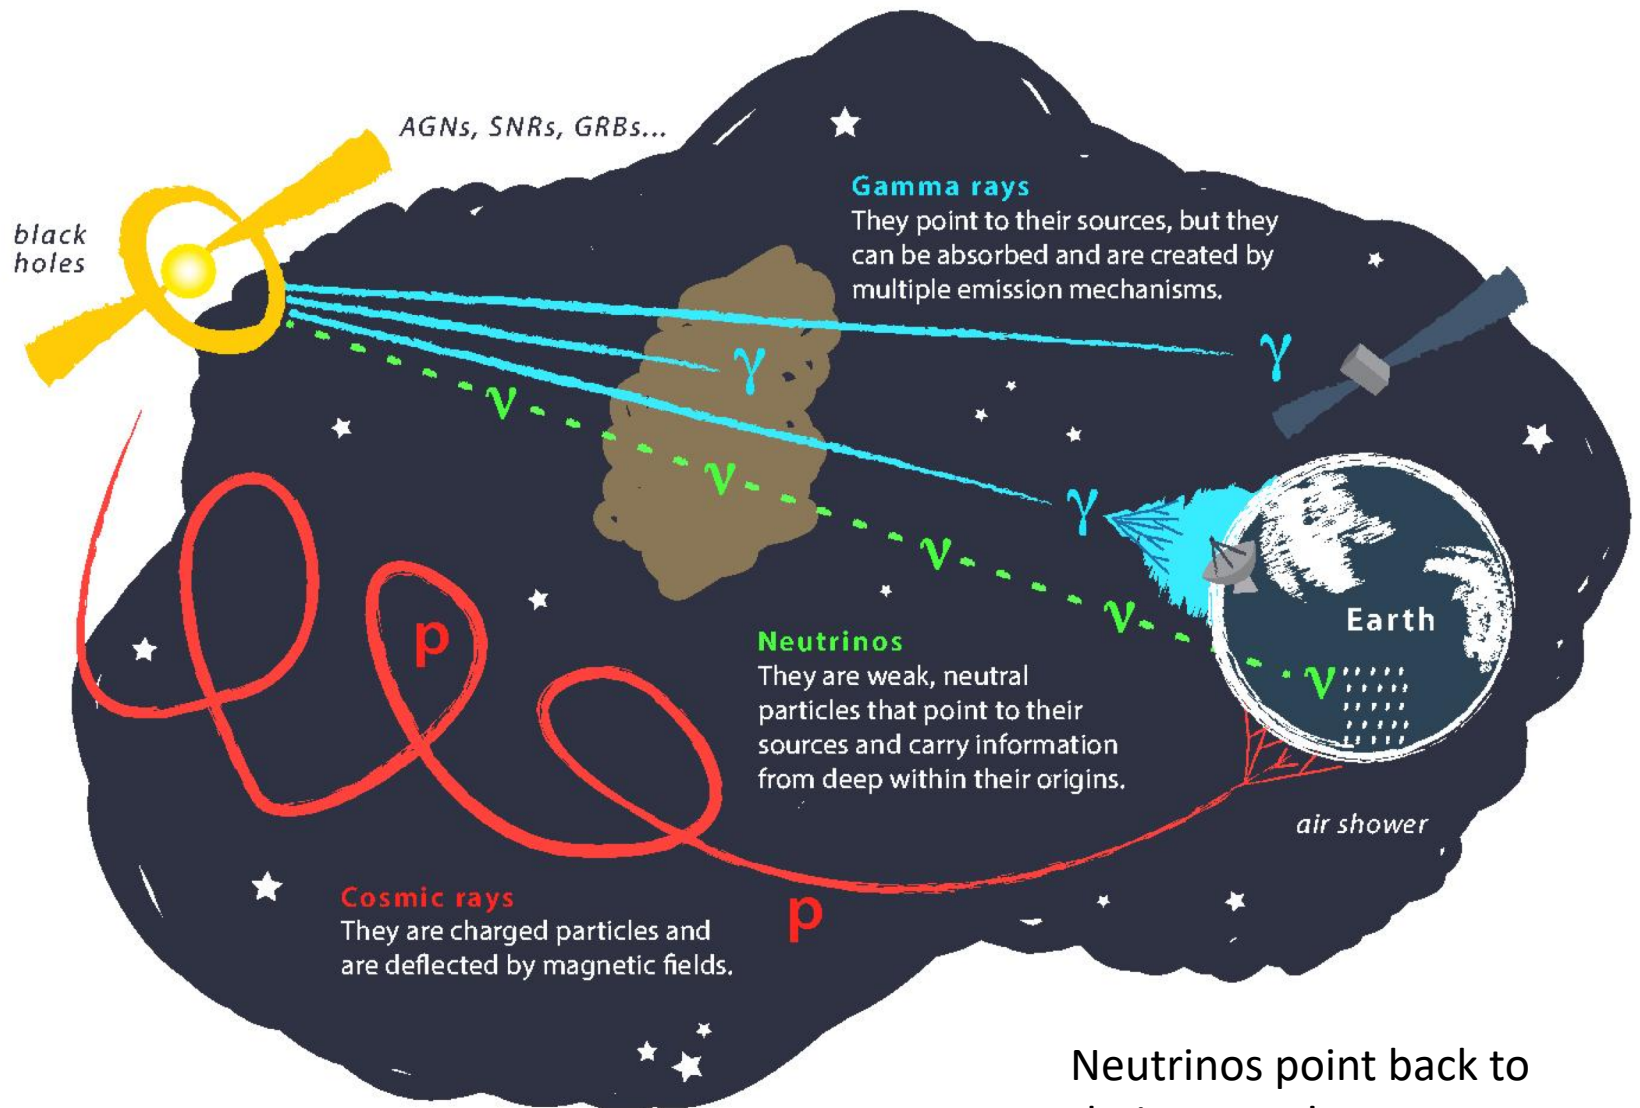 AGNs, SNRs, GRBs...
black
holes
Gamma rays
They point to their sources, but they
can be absorbed and are created by
multiple emission mechanisms.
γ
γ
ν
ν
γ
ν
ν
Earth
ν
p
Neutrinos
They are weak, neutral
particles that point to their
sources and carry information
from deep within their origins.
air shower
Cosmic rays
They are charged particles and
are deflected by magnetic fields.
p
Neutrinos point back to